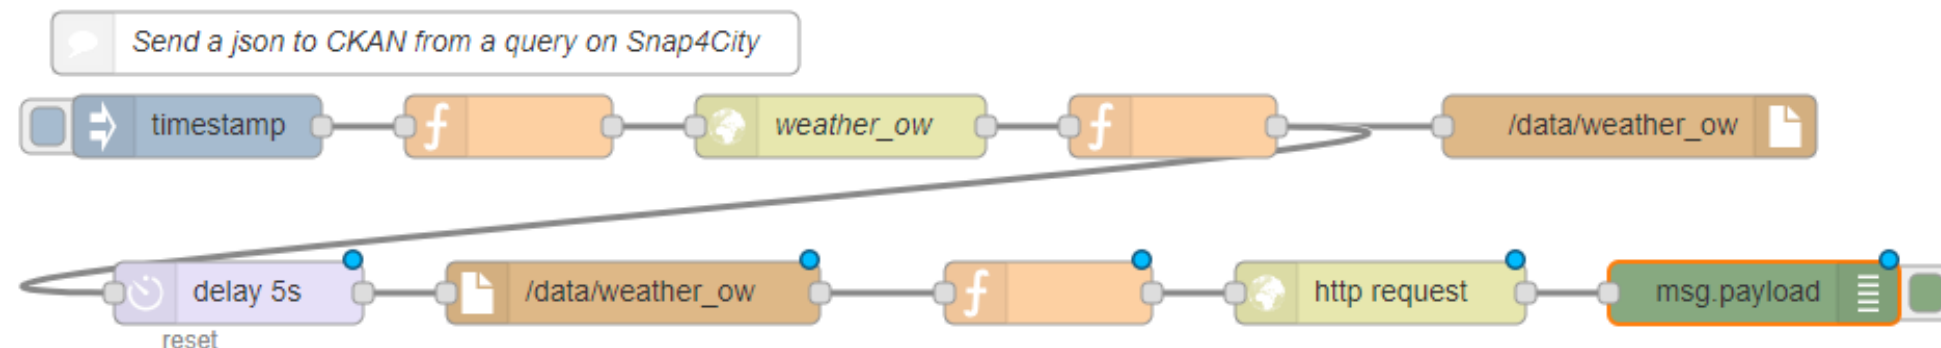 Send a json to CKAN from a query on Snap4City
timestamp
weather_ow
/data/weather_ow
delay 5s
/data/weather_ow
http request
msg.payload
reset